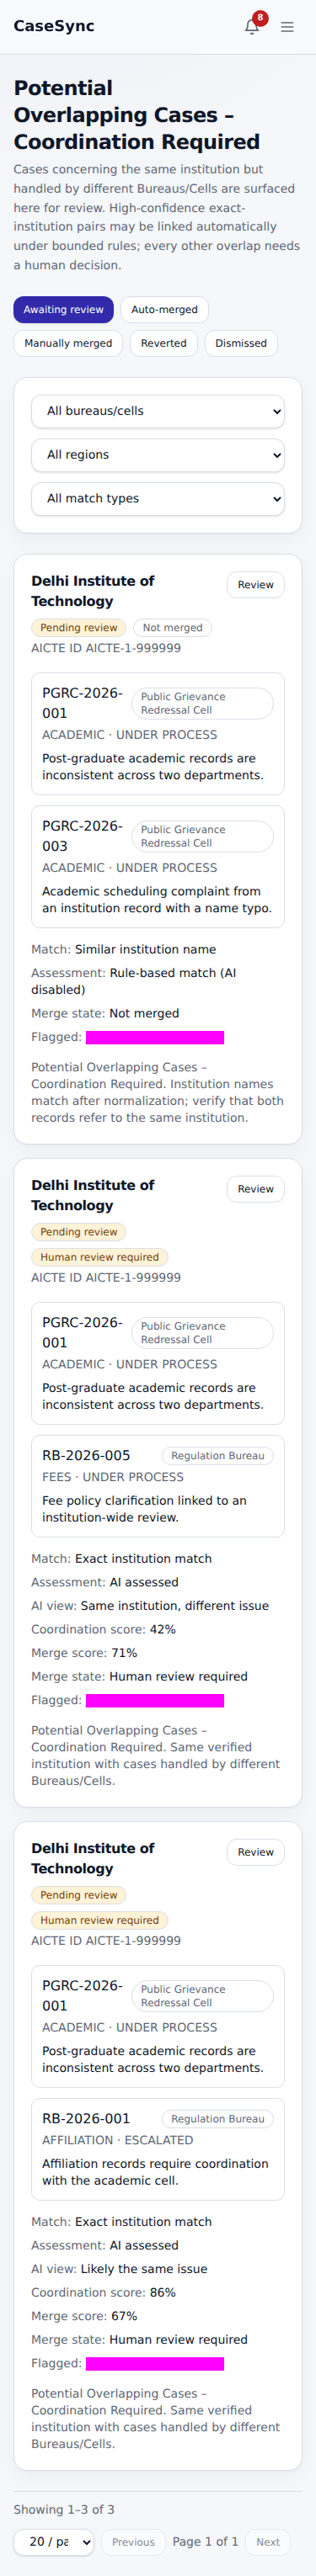 CaseSync
8
Potential
Overlapping Cases –
Coordination Required
Cases concerning the same institution but
handled by different Bureaus/Cells are surfaced
here for review. High-confidence exact-
institution pairs may be linked automatically
under bounded rules; every other overlap needs
a human decision.
Awaiting review
Auto-merged
Manually merged
Reverted
Dismissed
All bureaus/cells
All regions
All match types
Delhi Institute of
Technology
Review
Pending review
Not merged
AICTE ID AICTE-1-999999
PGRC-2026-
001
Public Grievance
Redressal Cell
ACADEMIC · UNDER PROCESS
Post-graduate academic records are
inconsistent across two departments.
PGRC-2026-
003
Public Grievance
Redressal Cell
ACADEMIC · UNDER PROCESS
Academic scheduling complaint from
an institution record with a name typo.
Match: Similar institution name
Assessment: Rule-based match (AI
disabled)
Merge state: Not merged
Flagged:
Potential Overlapping Cases –
Coordination Required. Institution names
match after normalization; verify that both
records refer to the same institution.
Delhi Institute of
Technology
Review
Pending review
Human review required
AICTE ID AICTE-1-999999
PGRC-2026-
001
Public Grievance
Redressal Cell
ACADEMIC · UNDER PROCESS
Post-graduate academic records are
inconsistent across two departments.
RB-2026-005
Regulation Bureau
FEES · UNDER PROCESS
Fee policy clarification linked to an
institution-wide review.
Match: Exact institution match
Assessment: AI assessed
AI view: Same institution, different issue
Coordination score: 42%
Merge score: 71%
Merge state: Human review required
Flagged:
Potential Overlapping Cases –
Coordination Required. Same verified
institution with cases handled by different
Bureaus/Cells.
Delhi Institute of
Technology
Review
Pending review
Human review required
AICTE ID AICTE-1-999999
PGRC-2026-
001
Public Grievance
Redressal Cell
ACADEMIC · UNDER PROCESS
Post-graduate academic records are
inconsistent across two departments.
RB-2026-001
Regulation Bureau
AFFILIATION · ESCALATED
Affiliation records require coordination
with the academic cell.
Match: Exact institution match
Assessment: AI assessed
AI view: Likely the same issue
Coordination score: 86%
Merge score: 67%
Merge state: Human review required
Flagged:
Potential Overlapping Cases –
Coordination Required. Same verified
institution with cases handled by different
Bureaus/Cells.
Showing 1–3 of 3
20 / pa
Previous
Page 1 of 1
Next